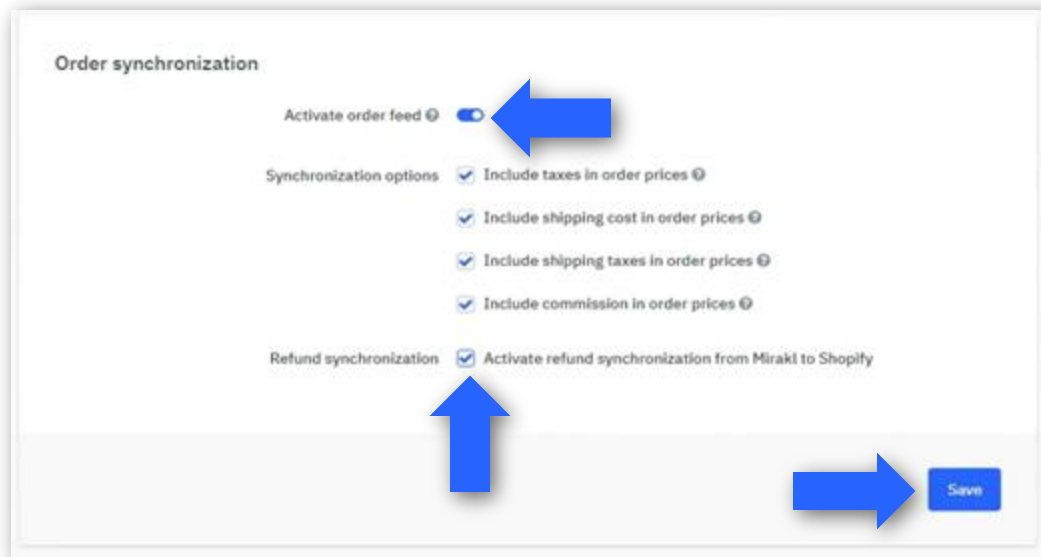 Order synchronization
Activate order feed
Synchronization options Include taxes in order prices
Include shipping cost in order prices
Include shipping taxes in order prices
Include commission in order prices
Refund synchronization Activate refund synchronization from Mirakl to Shopify
Save